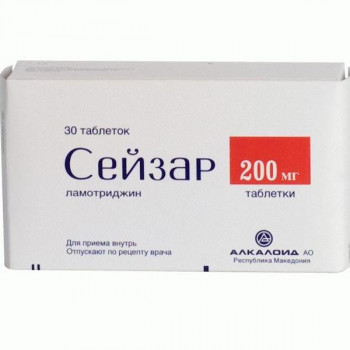 30 таблеток
Сейзар 200 мг
ламотриджин таблетки
Для приема внутрь
Отпускают по рецепту врача
АЛКАЛОИД АО
Республика Македония